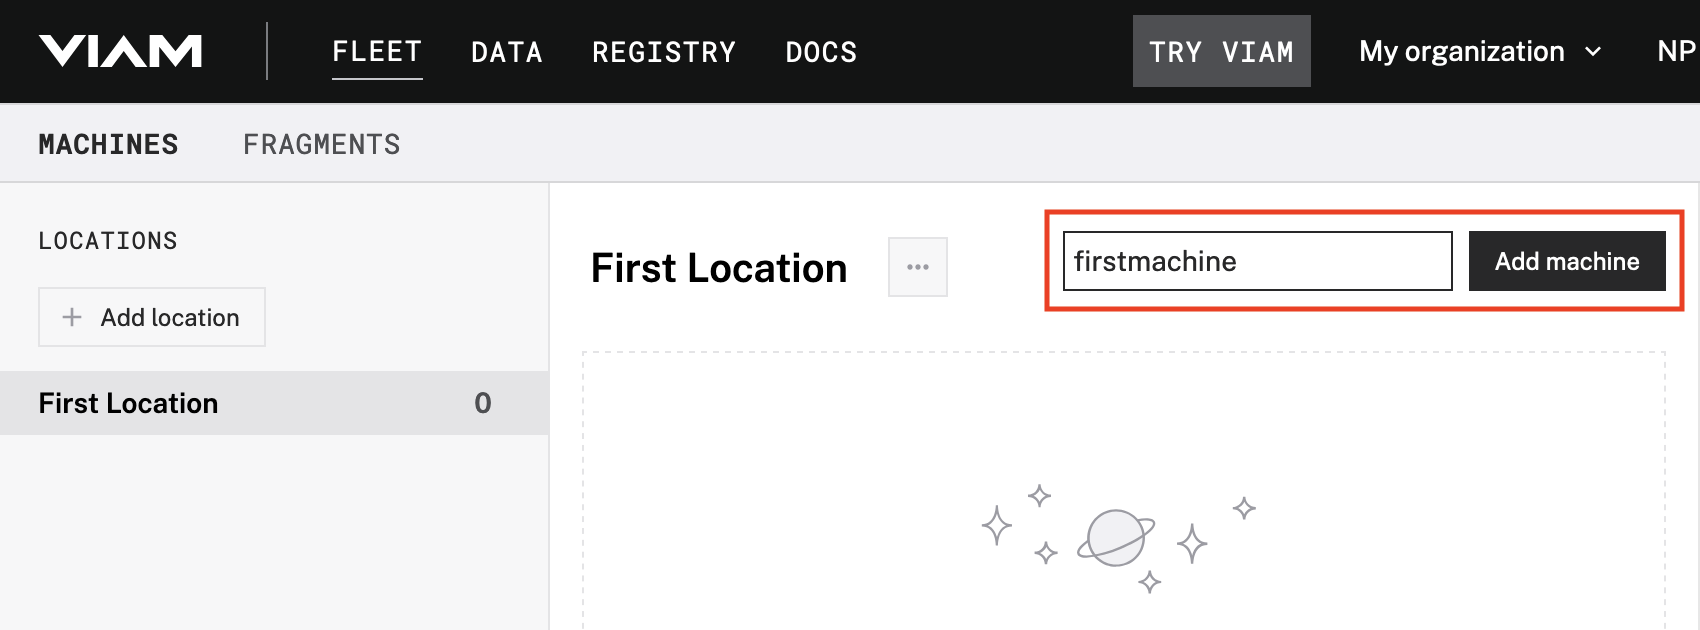 VIAM FLEET DATA REGISTRY DOCS TRY VIAM My organization NP
MACHINES FRAGMENTS
LOCATIONS
+ Add location
First Location 0
First Location ... firstmachine Add machine